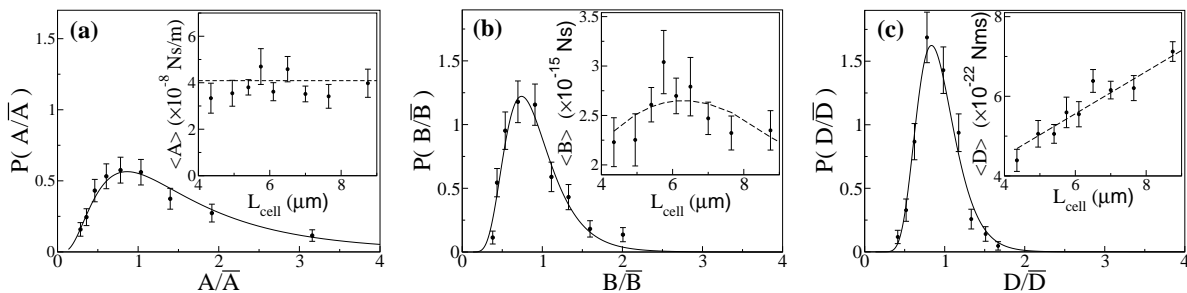 (a)
P( A/A̅ )
1.5
1
0.5
0
0 1 2 3 4
A/A̅
<A> (×10⁻⁸ Ns/m)
6
4
2
0
4 6 8
L_cell (μm)
(b)
P( B/B̅ )
1.5
1
0.5
0
0 1 2 3 4
B/B̅
<B> (×10⁻¹⁵ Ns)
3.5
3
2.5
2
4 6 8
L_cell (μm)
(c)
P( D/D̅ )
1.5
1
0.5
0
0 1 2 3 4
D/D̅
<D> (×10⁻²² Nms)
8
7
6
5
4
4 6 8
L_cell (μm)